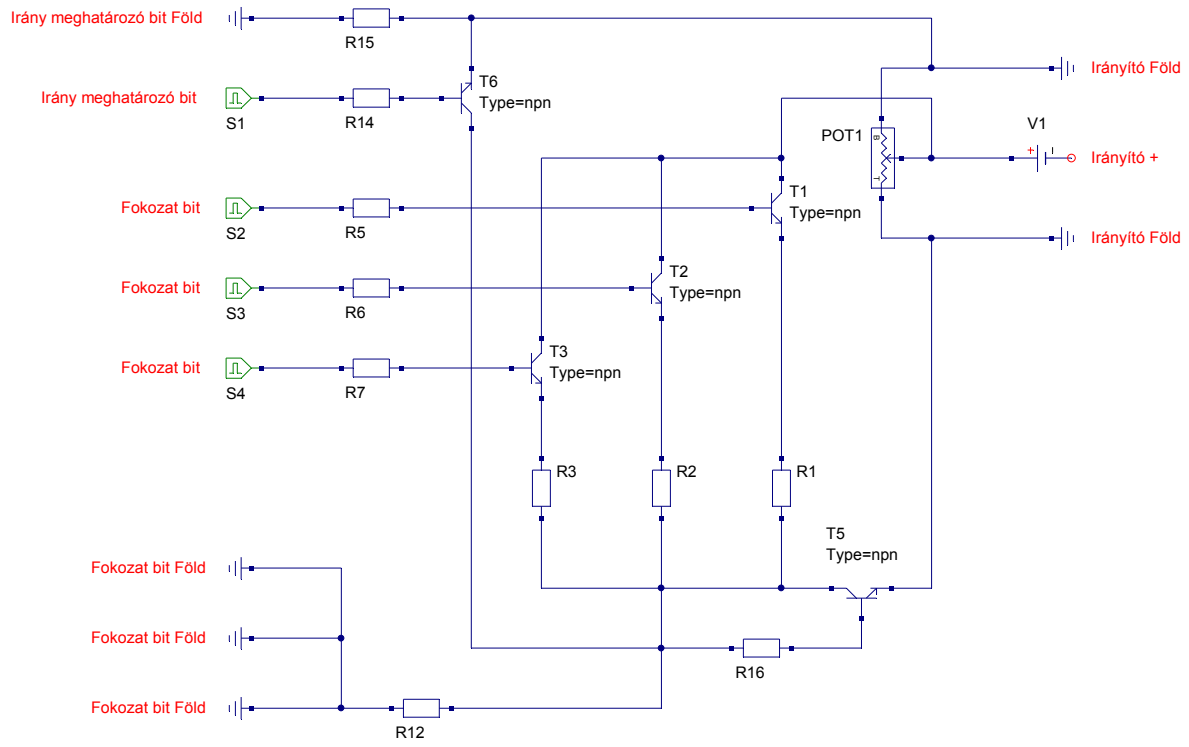 Irány meghatározó bit Föld
R15
Irányító Föld
T6
Type=npn
Irány meghatározó bit
S1
R14
POT1
B
T
V1
+
Irányító +
T1
Type=npn
Fokozat bit
S2
R5
Irányító Föld
T2
Type=npn
Fokozat bit
S3
R6
T3
Type=npn
Fokozat bit
S4
R7
R3
R2
R1
T5
Type=npn
Fokozat bit Föld
Fokozat bit Föld
R16
Fokozat bit Föld
R12